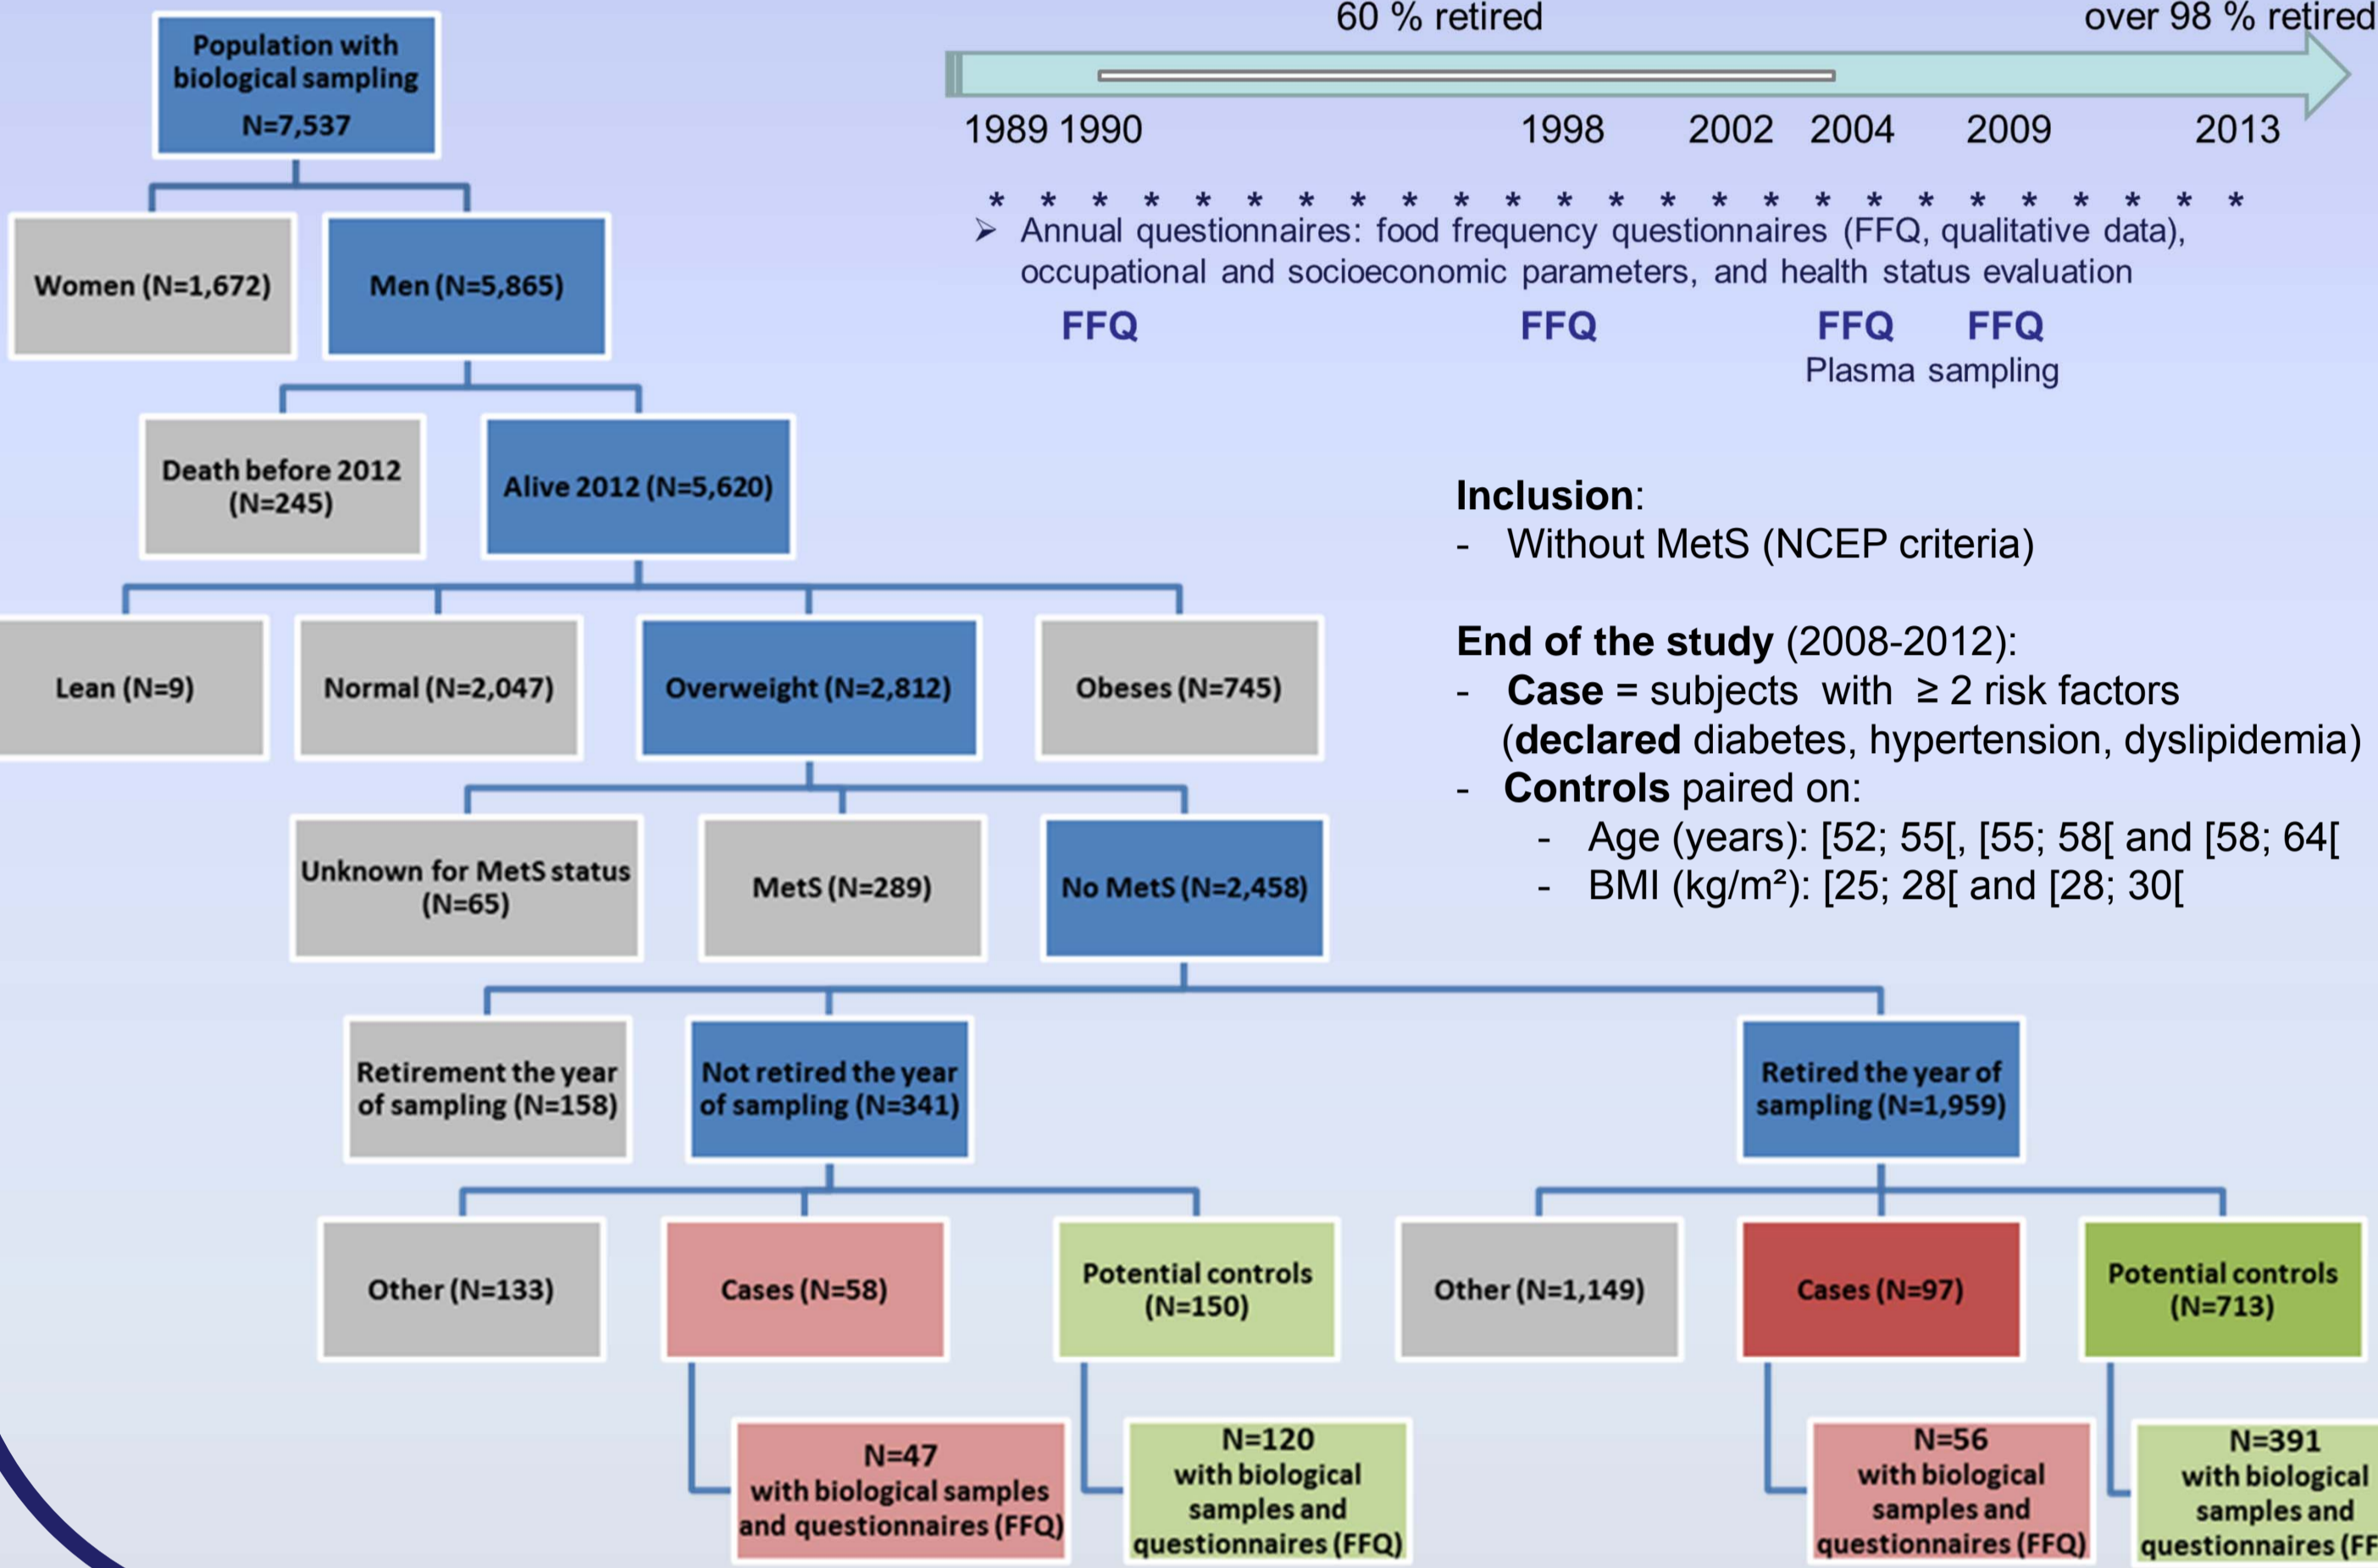 60 % retired
over 98 % retired
1989 1990 1998 2002 2004 2009 2013
* * * * * * * * * * * * * * * * * * * * * * * * *
➢ Annual questionnaires: food frequency questionnaires (FFQ, qualitative data),
occupational and socioeconomic parameters, and health status evaluation
FFQ FFQ FFQ FFQ
Plasma sampling
Population with
biological sampling
N=7,537
Women (N=1,672)
Men (N=5,865)
Death before 2012
(N=245)
Alive 2012 (N=5,620)
Lean (N=9)
Normal (N=2,047)
Overweight (N=2,812)
Obeses (N=745)
Unknown for MetS status
(N=65)
MetS (N=289)
No MetS (N=2,458)
Inclusion:
- Without MetS (NCEP criteria)
End of the study (2008-2012):
- Case = subjects with ≥ 2 risk factors
(declared diabetes, hypertension, dyslipidemia)
- Controls paired on:
- Age (years): [52; 55[, [55; 58[ and [58; 64[
- BMI (kg/m²): [25; 28[ and [28; 30[
Retirement the year
of sampling (N=158)
Not retired the year
of sampling (N=341)
Retired the year of
sampling (N=1,959)
Other (N=133)
Cases (N=58)
Potential controls
(N=150)
Other (N=1,149)
Cases (N=97)
Potential controls
(N=713)
N=47
with biological samples
and questionnaires (FFQ)
N=120
with biological
samples and
questionnaires (FFQ)
N=56
with biological
samples and
questionnaires (FFQ)
N=391
with biological
samples and
questionnaires (FF